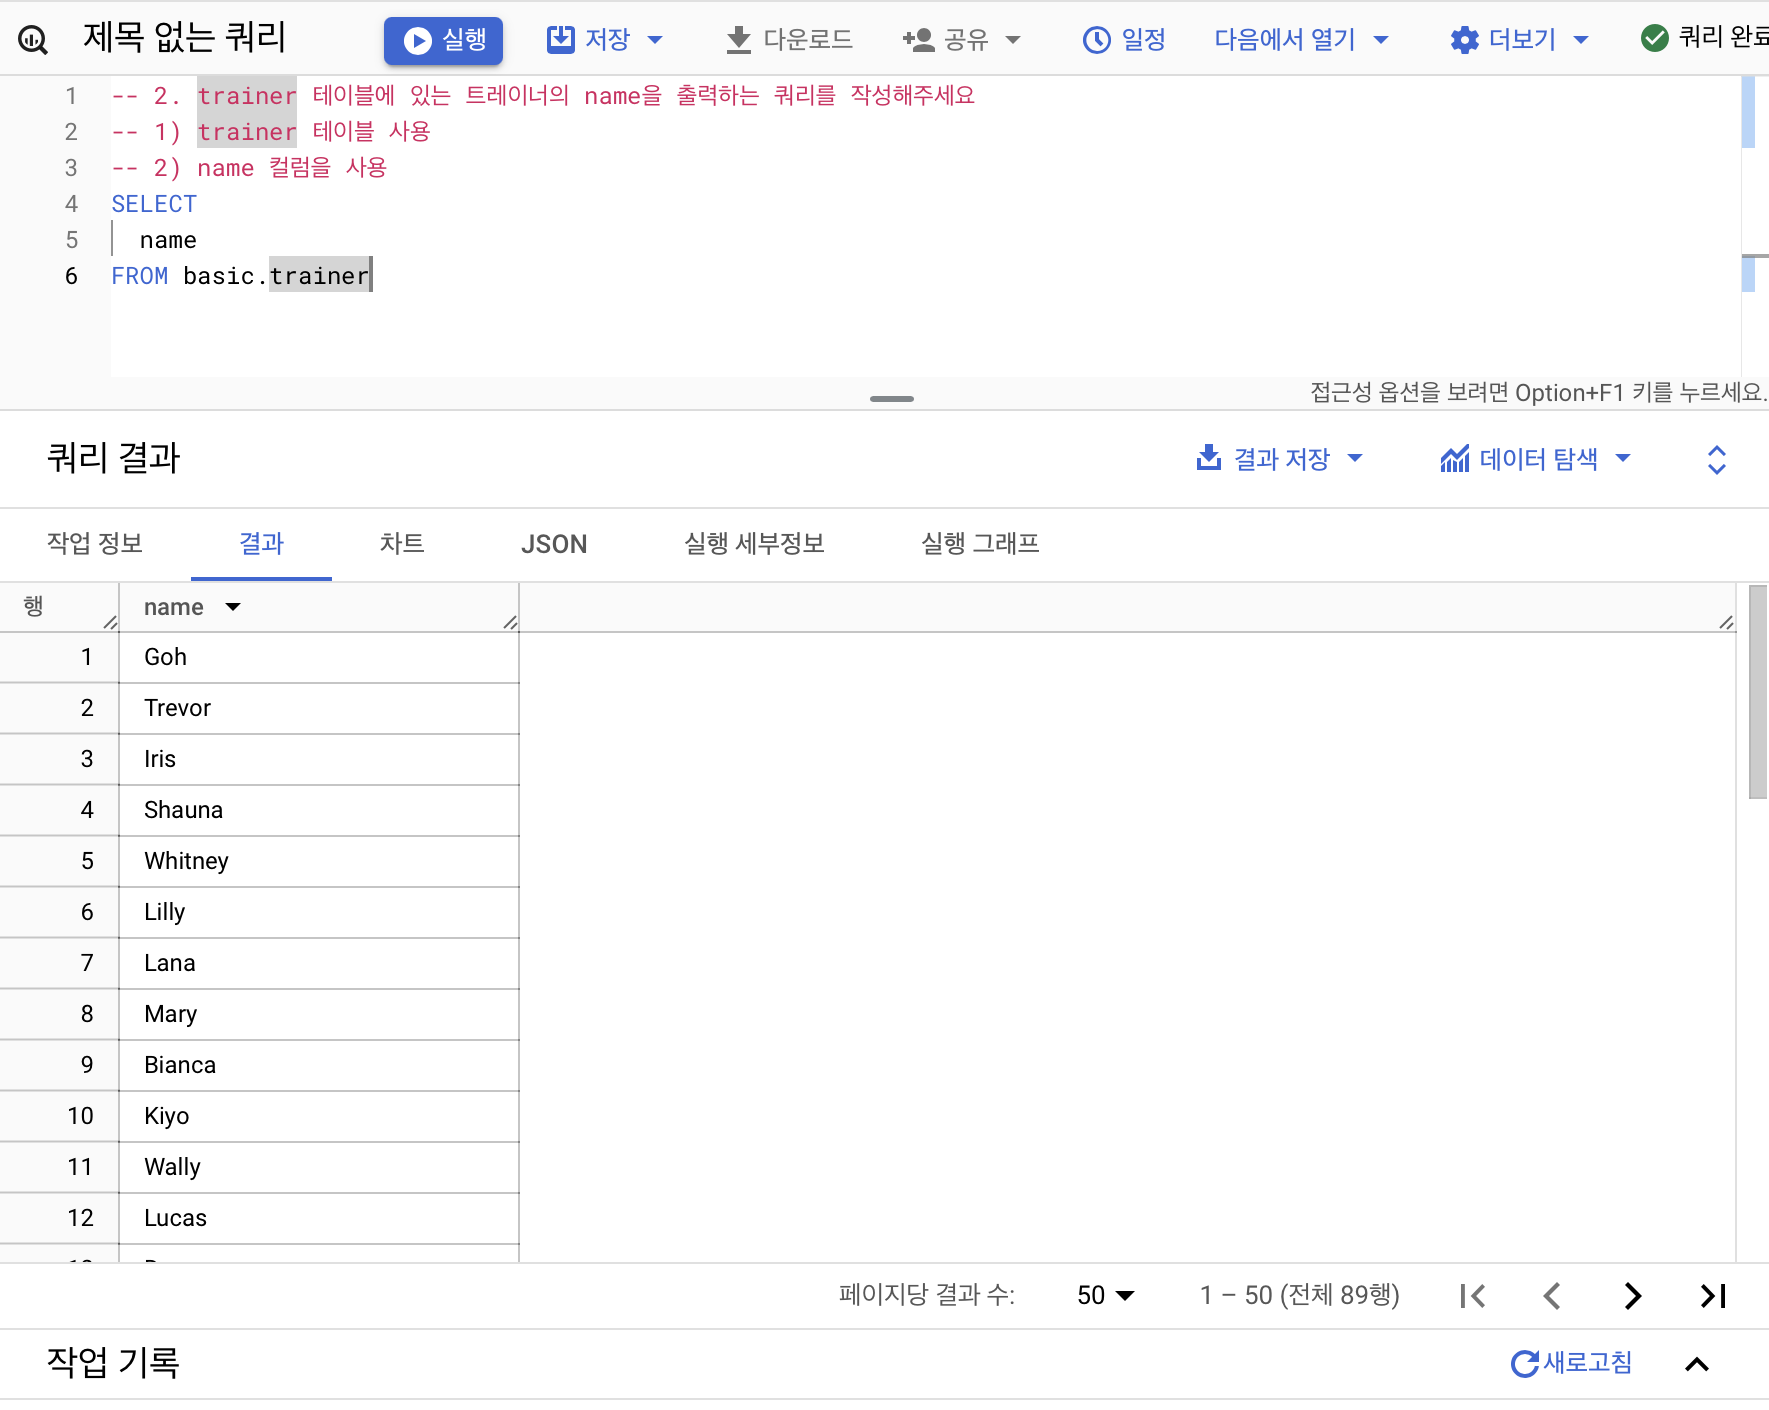 제목 없는 쿼리 실행 저장 다운로드 공유 일정 다음에서 열기 더보기 쿼리 완료
1 -- 2. trainer 테이블에 있는 트레이너의 name을 출력하는 쿼리를 작성해주세요
2 -- 1) trainer 테이블 사용
3 -- 2) name 컬럼을 사용
4 SELECT
5 name
6 FROM basic.trainer
접근성 옵션을 보려면 Option+F1 키를 누르세요.
쿼리 결과 결과 저장 데이터 탐색
작업 정보 결과 차트 JSON 실행 세부정보 실행 그래프
행 name
1 Goh
2 Trevor
3 Iris
4 Shauna
5 Whitney
6 Lilly
7 Lana
8 Mary
9 Bianca
10 Kiyo
11 Wally
12 Lucas
페이지당 결과 수: 50 1 – 50 (전체 89행)
작업 기록 새로고침